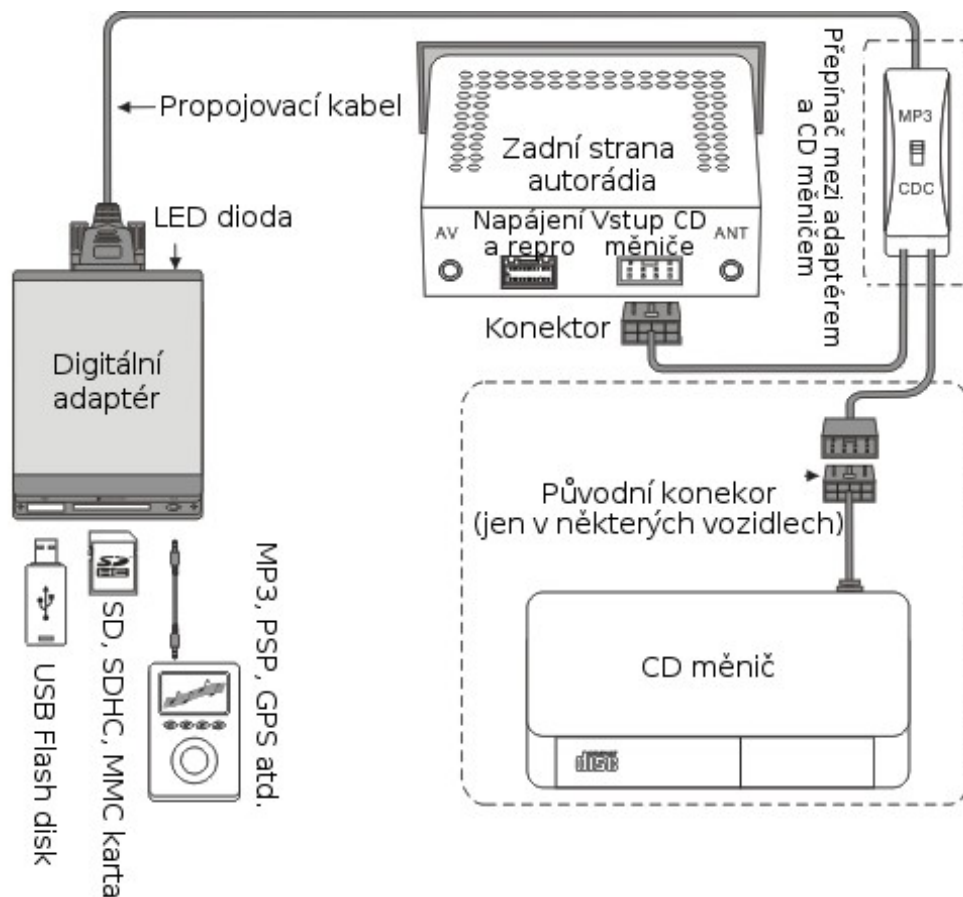 Propojovací kabel
LED dioda
Digitální
adaptér
USB Flash disk
SD, SDHC, MMC karta
MP3, PSP, GPS atd.
Zadní strana
autorádia
AV
Napájení
a repro
Vstup CD
měniče
ANT
Konektor
Přepínač mezi adaptérem
a CD měničem
MP3
CDC
Původní konekor
(jen v některých vozidlech)
CD měnič
disc